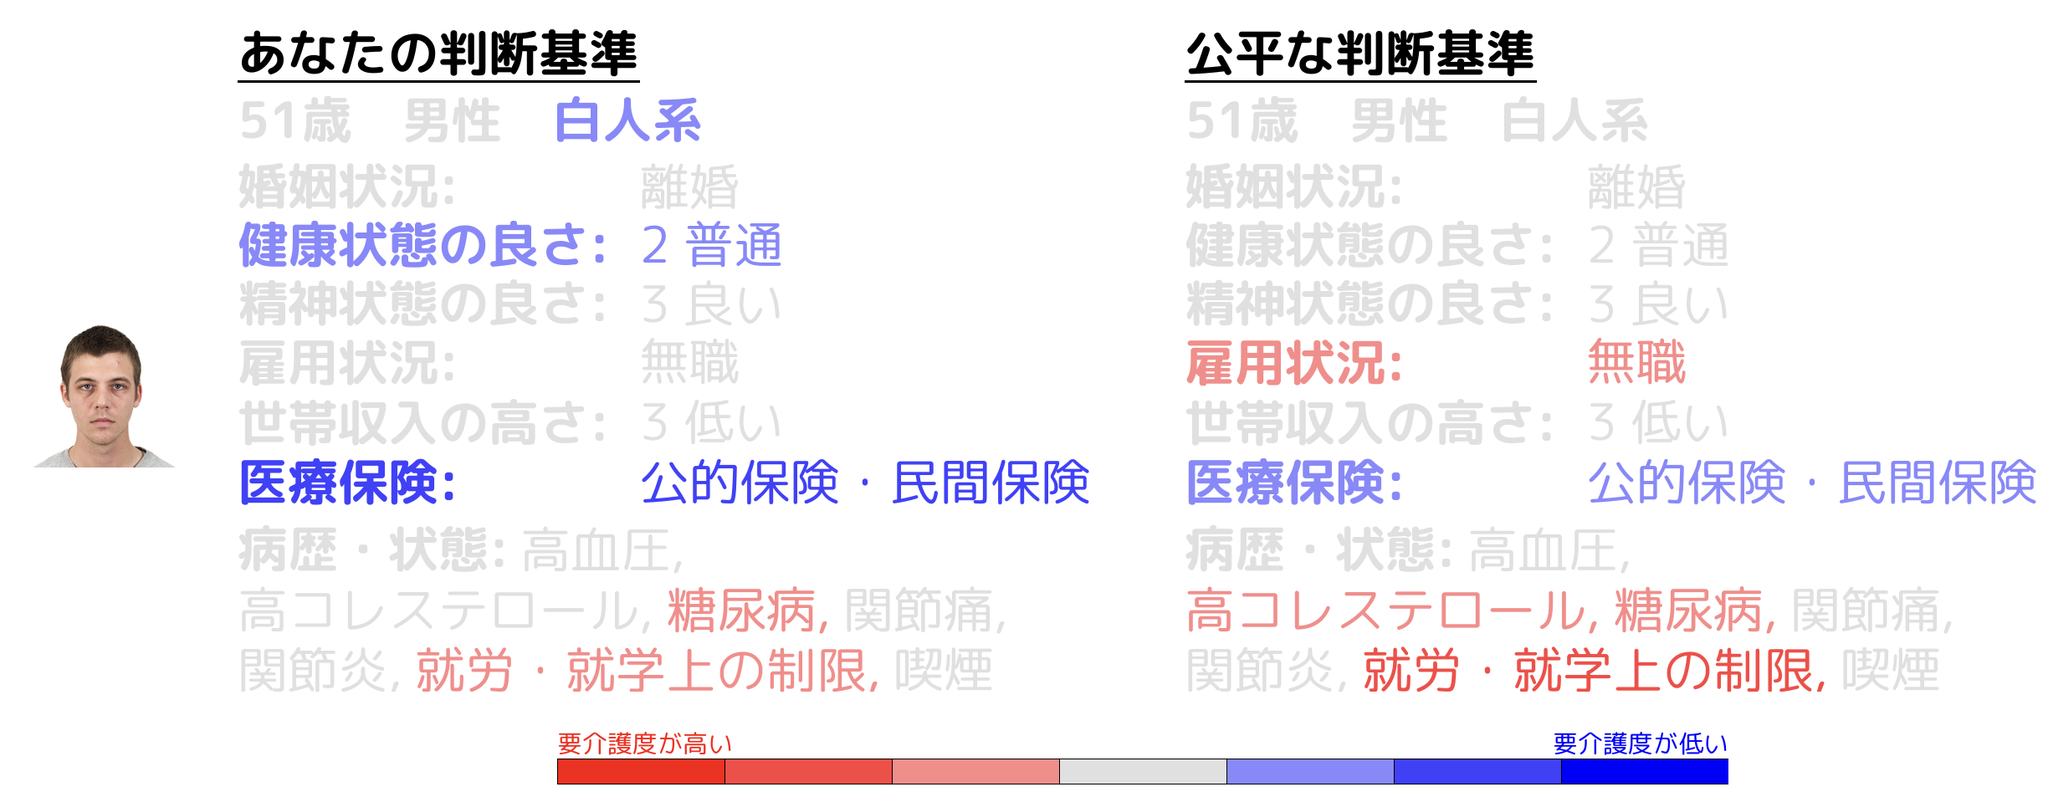 あなたの判断基準
51歳　男性　白人系
婚姻状況: 離婚
健康状態の良さ: 2 普通
精神状態の良さ: 3 良い
雇用状況: 無職
世帯収入の高さ: 3 低い
医療保険: 公的保険・民間保険
病歴・状態: 高血圧,
高コレステロール, 糖尿病, 関節痛,
関節炎, 就労・就学上の制限, 喫煙
公平な判断基準
51歳　男性　白人系
婚姻状況: 離婚
健康状態の良さ: 2 普通
精神状態の良さ: 3 良い
雇用状況: 無職
世帯収入の高さ: 3 低い
医療保険: 公的保険・民間保険
病歴・状態: 高血圧,
高コレステロール, 糖尿病, 関節痛,
関節炎, 就労・就学上の制限, 喫煙
要介護度が高い
要介護度が低い